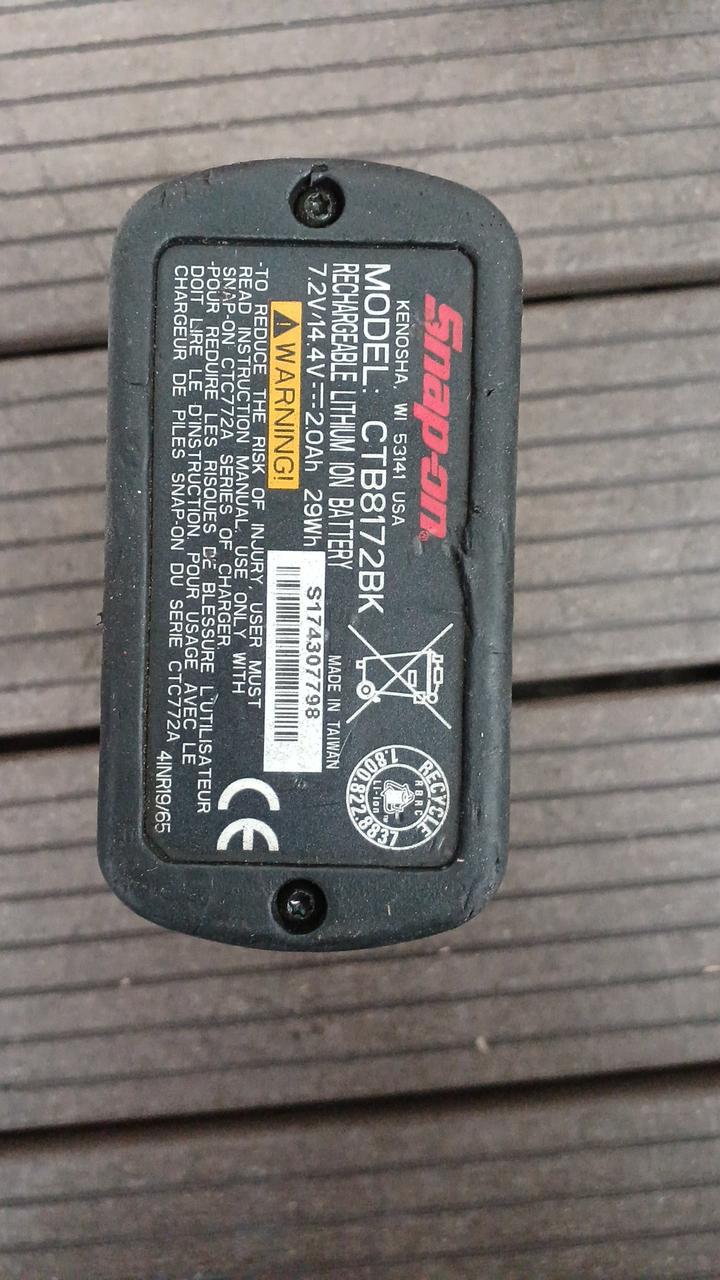 Snap-on®
KENOSHA, WI 53141 USA
MODEL: CTB8172BK
RECHARGEABLE LITHIUM ION BATTERY
7.2V/14.4V⎓2.0Ah 29Wh
MADE IN TAIWAN
S174307798
RECYCLE
RBRC
Li-ion™
1.800.822.8837
⚠WARNING!
-TO REDUCE THE RISK OF INJURY, USER MUST
READ INSTRUCTION MANUAL, USE ONLY WITH
SNAP-ON CTC772A SERIES OF CHARGER.
-POUR REDUIRE LES RISQUES DE BLESSURE L'UTILISATEUR
DOIT LIRE LE D'INSTRUCTION POUR USAGE AVEC LE
CHARGEUR DE PILES SNAP-ON DU SERIE CTC772A 4INR19/65
CE